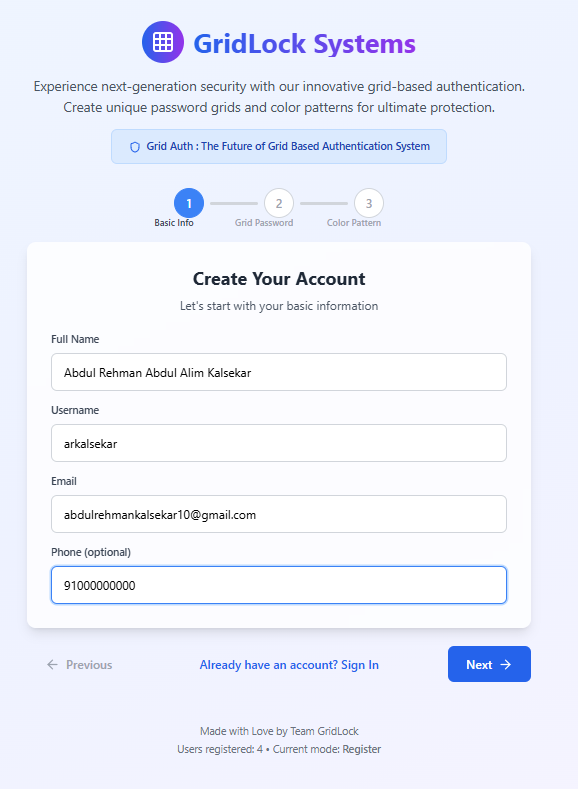 GridLock Systems
Experience next-generation security with our innovative grid-based authentication.
Create unique password grids and color patterns for ultimate protection.
Grid Auth : The Future of Grid Based Authentication System
1 2 3
Basic Info Grid Password Color Pattern
Create Your Account
Let's start with your basic information
Full Name
Abdul Rehman Abdul Alim Kalsekar
Username
arkalsekar
Email
abdulrehmankalsekar10@gmail.com
Phone (optional)
91000000000
← Previous Already have an account? Sign In Next →
Made with Love by Team GridLock
Users registered: 4 • Current mode: Register